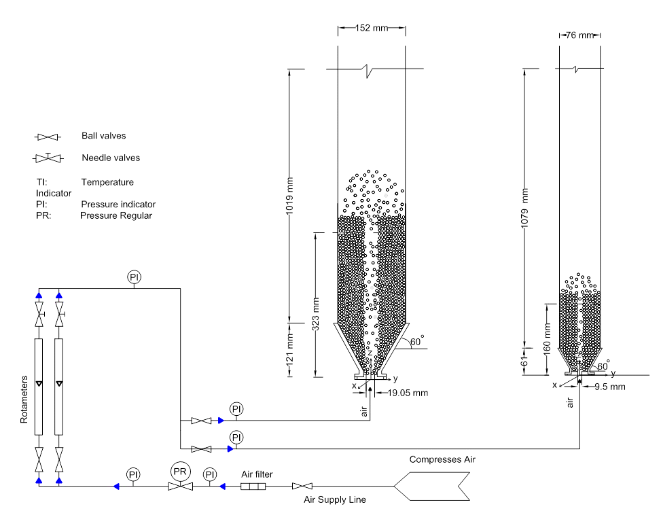 152 mm
76 mm
Ball valves
Needle valves
TI: Temperature
Indicator
PI: Pressure indicator
PR: Pressure Regular
1019 mm
323 mm
121 mm
60°
z
x
y
19.05 mm
air
1079 mm
160 mm
61
60°
x
y
9.5 mm
air
PI
Rotameters
PI
PI
PI
PR
PI
Air filter
Air Supply Line
Compresses Air